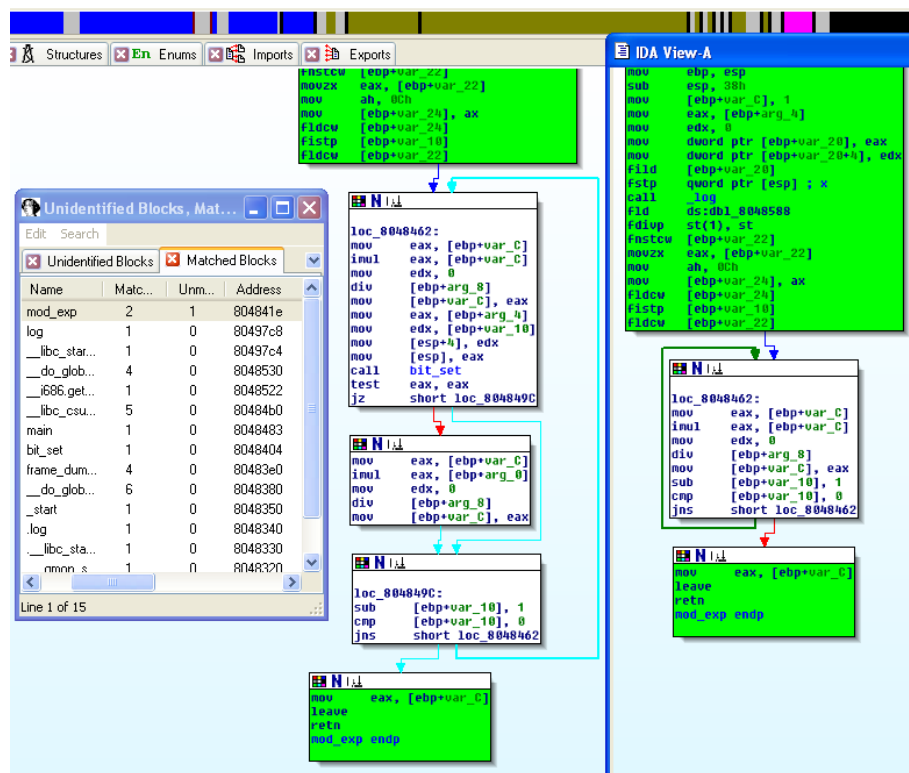 Structures En Enums Imports Exports
fnstcw [ebp+var_22]
movzx eax, [ebp+var_22]
mov ah, 0Ch
mov [ebp+var_24], ax
fldcw [ebp+var_24]
fistp [ebp+var_10]
fldcw [ebp+var_22]
Unidentified Blocks, Mat...
Edit Search
Unidentified Blocks Matched Blocks
Name Matc... Unm... Address
mod_exp 2 1 804841e
log 1 0 80497c8
__libc_star... 1 0 80497c4
__do_glob... 4 0 8048530
__i686.get... 1 0 8048522
__libc_csu... 5 0 80484b0
main 1 0 8048483
bit_set 1 0 8048404
frame_dum... 4 0 80483e0
__do_glob... 6 0 8048380
_start 1 0 8048350
.log 1 0 8048340
.__libc_sta... 1 0 8048330
__gmon_s... 1 0 8048320
Line 1 of 15
N
loc_8048462:
mov eax, [ebp+var_C]
imul eax, [ebp+var_C]
mov edx, 0
div [ebp+arg_8]
mov [ebp+var_C], eax
mov eax, [ebp+arg_4]
mov edx, [ebp+var_10]
mov [esp+4], edx
mov [esp], eax
call bit_set
test eax, eax
jz short loc_804849C
N
mov eax, [ebp+var_C]
imul eax, [ebp+arg_0]
mov edx, 0
div [ebp+arg_8]
mov [ebp+var_C], eax
N
loc_804849C:
sub [ebp+var_10], 1
cmp [ebp+var_10], 0
jns short loc_8048462
N
mov eax, [ebp+var_C]
leave
retn
mod_exp endp
IDA View-A
mov ebp, esp
sub esp, 38h
mov [ebp+var_C], 1
mov eax, [ebp+arg_4]
mov edx, 0
mov dword ptr [ebp+var_20], eax
mov dword ptr [ebp+var_20+4], edx
fild [ebp+var_20]
fstp qword ptr [esp] ; x
call _log
fld ds:dbl_8048588
fdivp st(1), st
fnstcw [ebp+var_22]
movzx eax, [ebp+var_22]
mov ah, 0Ch
mov [ebp+var_24], ax
fldcw [ebp+var_24]
fistp [ebp+var_10]
fldcw [ebp+var_22]
N
loc_8048462:
mov eax, [ebp+var_C]
imul eax, [ebp+var_C]
mov edx, 0
div [ebp+arg_8]
mov [ebp+var_C], eax
sub [ebp+var_10], 1
cmp [ebp+var_10], 0
jns short loc_8048462
N
mov eax, [ebp+var_C]
leave
retn
mod_exp endp